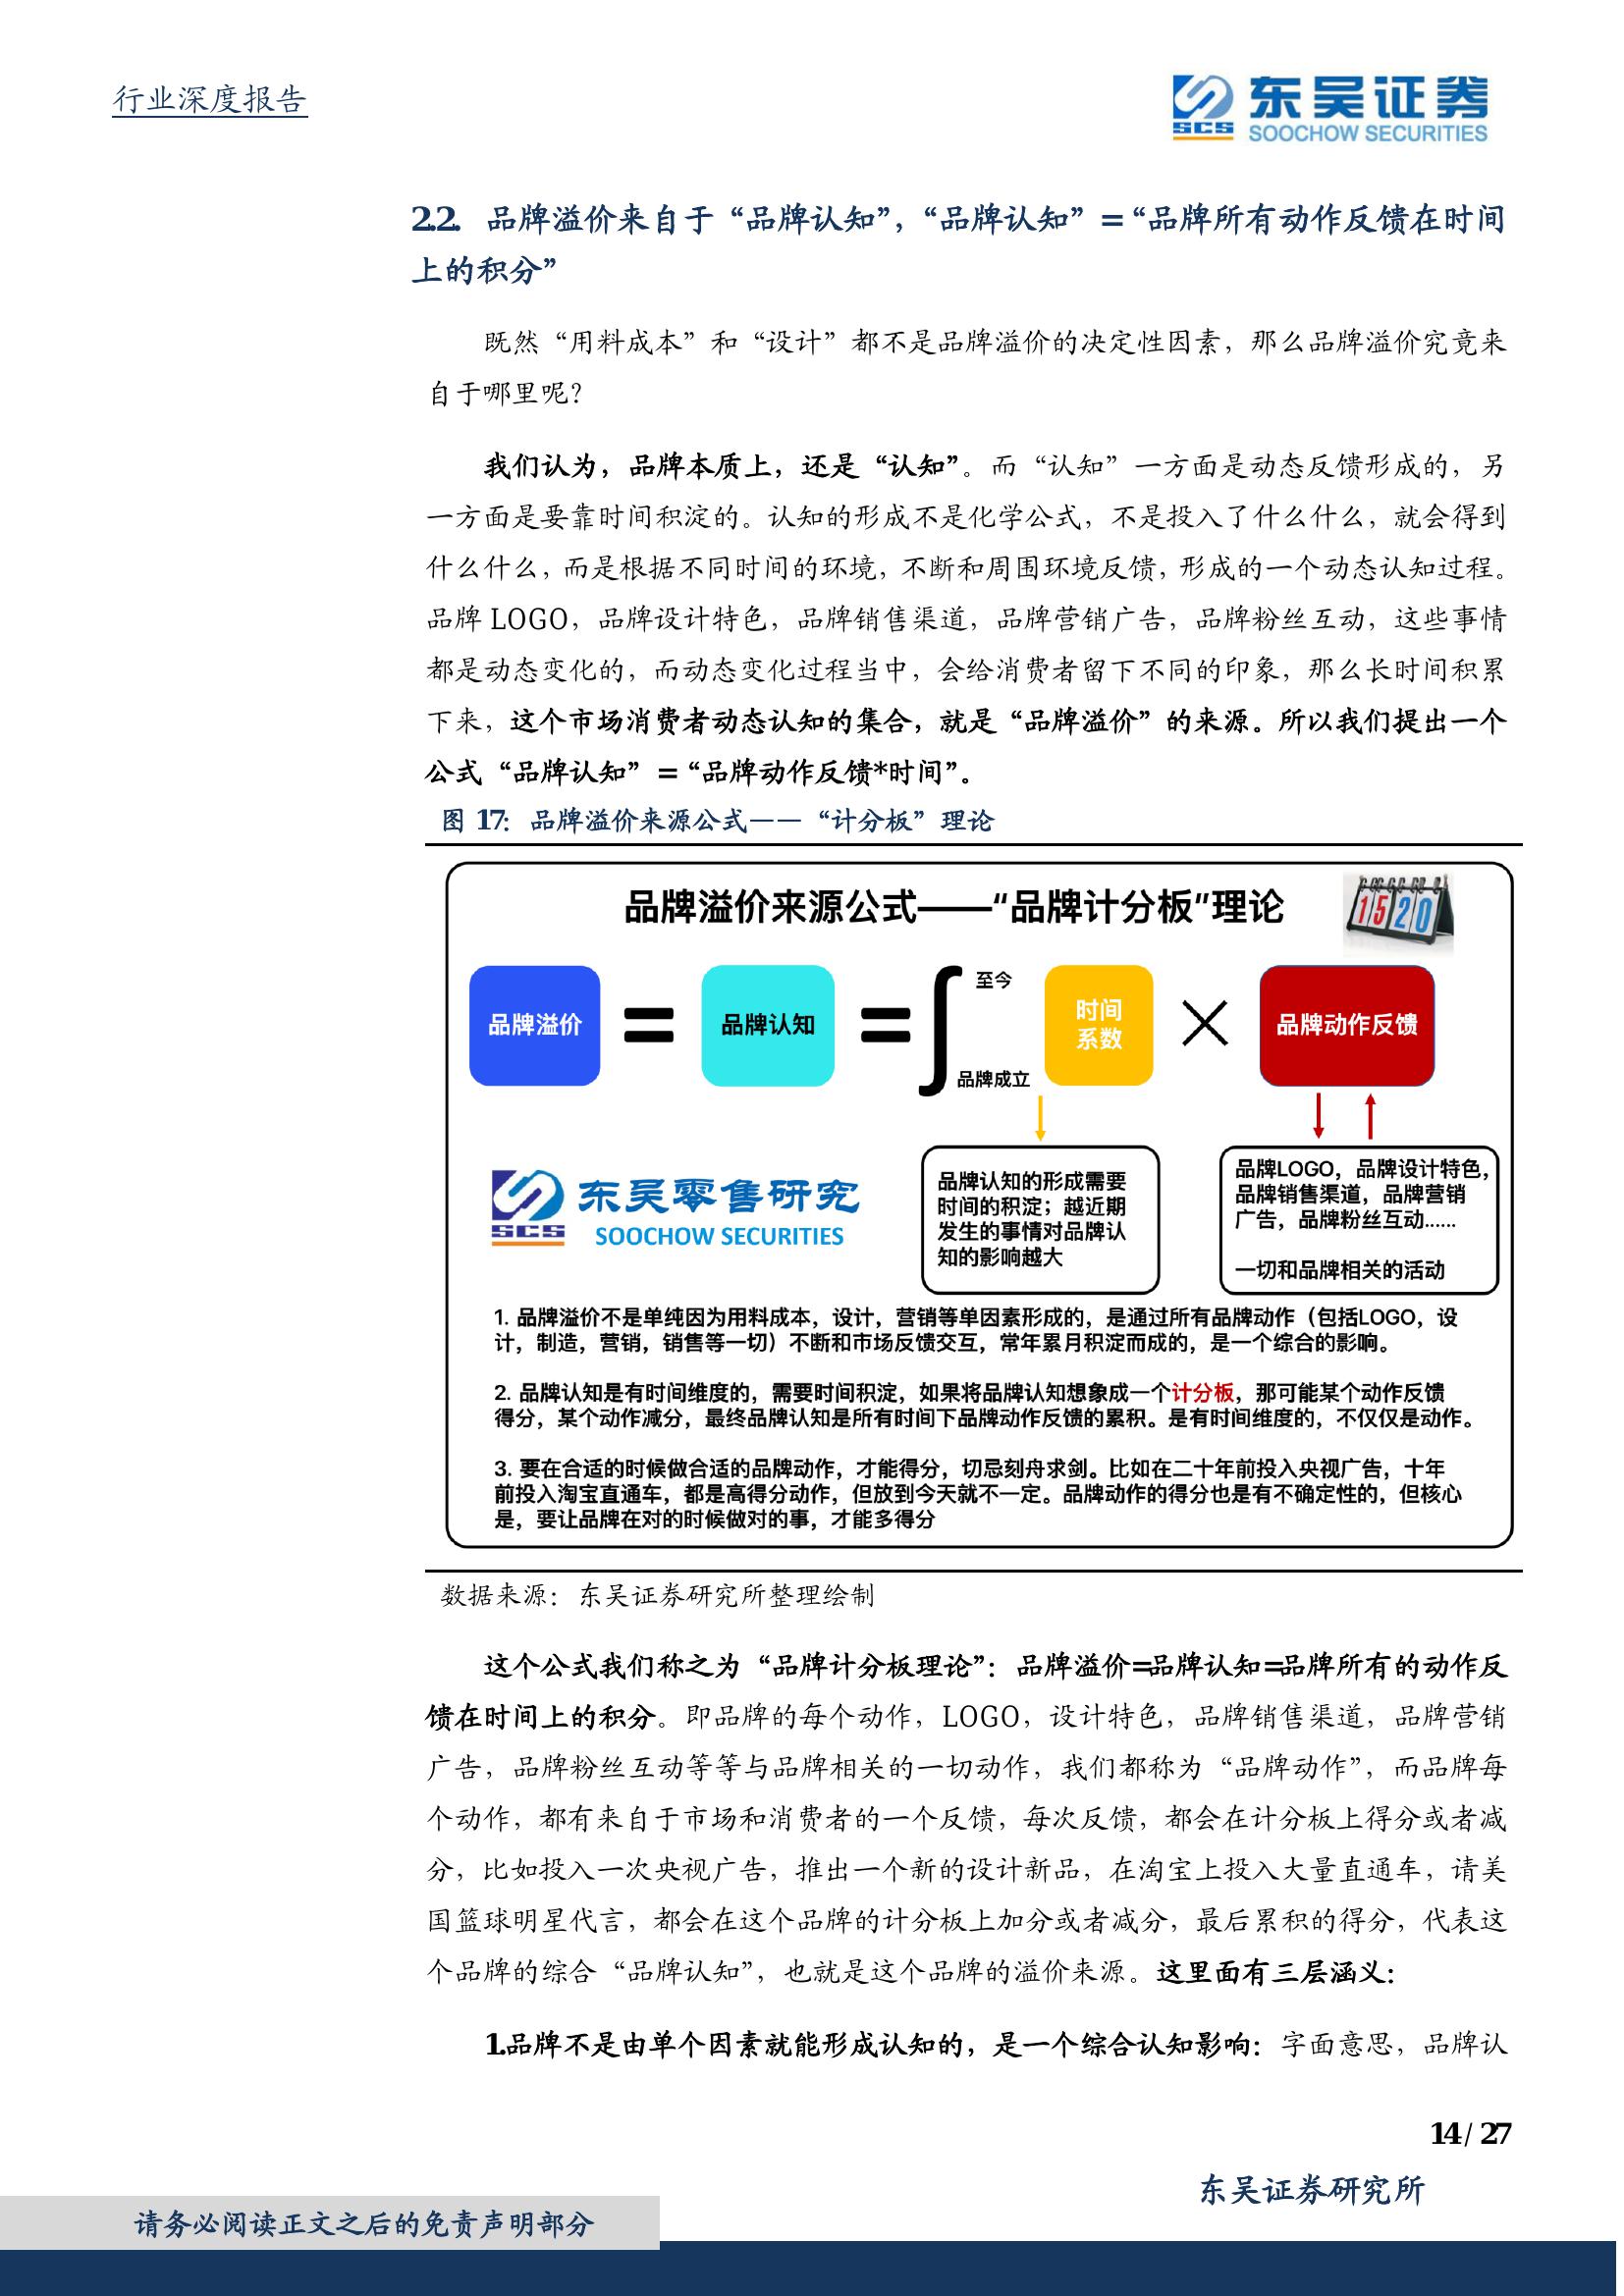 行业深度报告
东吴证券
SCS
SOOCHOW SECURITIES
2.2. 品牌溢价来自于“品牌认知”，“品牌认知”=“品牌所有动作反馈在时间
上的积分”
既然“用料成本”和“设计”都不是品牌溢价的决定性因素，那么品牌溢价究竟来
自于哪里呢？
我们认为，品牌本质上，还是“认知”。而“认知”一方面是动态反馈形成的，另
一方面是要靠时间积淀的。认知的形成不是化学公式，不是投入了什么什么，就会得到
什么什么，而是根据不同时间的环境，不断和周围环境反馈，形成的一个动态认知过程。
品牌 LOGO，品牌设计特色，品牌销售渠道，品牌营销广告，品牌粉丝互动，这些事情
都是动态变化的，而动态变化过程当中，会给消费者留下不同的印象，那么长时间积累
下来，这个市场消费者动态认知的集合，就是“品牌溢价”的来源。所以我们提出一个
公式“品牌认知”=“品牌动作反馈*时间”。
图 17：品牌溢价来源公式——“计分板”理论
品牌溢价来源公式——“品牌计分板”理论
1520
品牌溢价 = 品牌认知 = ∫ 至今 品牌成立 时间系数 × 品牌动作反馈
东吴零售研究
SCS
SOOCHOW SECURITIES
品牌认知的形成需要
时间的积淀；越近期
发生的事情对品牌认
知的影响越大
品牌LOGO，品牌设计特色，
品牌销售渠道，品牌营销
广告，品牌粉丝互动......
一切和品牌相关的活动
1. 品牌溢价不是单纯因为用料成本，设计，营销等单因素形成的，是通过所有品牌动作（包括LOGO，设
计，制造，营销，销售等一切）不断和市场反馈交互，常年累月积淀而成的，是一个综合的影响。
2. 品牌认知是有时间维度的，需要时间积淀，如果将品牌认知想象成一个计分板，那可能某个动作反馈
得分，某个动作减分，最终品牌认知是所有时间下品牌动作反馈的累积。是有时间维度的，不仅仅是动作。
3. 要在合适的时候做合适的品牌动作，才能得分，切忌刻舟求剑。比如在二十年前投入央视广告，十年
前投入淘宝直通车，都是高得分动作，但放到今天就不一定。品牌动作的得分也是有不确定性的，但核心
是，要让品牌在对的时候做对的事，才能多得分
数据来源：东吴证券研究所整理绘制
这个公式我们称之为“品牌计分板理论”：品牌溢价=品牌认知=品牌所有的动作反
馈在时间上的积分。即品牌的每个动作，LOGO，设计特色，品牌销售渠道，品牌营销
广告，品牌粉丝互动等等与品牌相关的一切动作，我们都称为“品牌动作”，而品牌每
个动作，都有来自于市场和消费者的一个反馈，每次反馈，都会在计分板上得分或者减
分，比如投入一次央视广告，推出一个新的设计新品，在淘宝上投入大量直通车，请美
国篮球明星代言，都会在这个品牌的计分板上加分或者减分，最后累积的得分，代表这
个品牌的综合“品牌认知”，也就是这个品牌的溢价来源。这里面有三层涵义：
1.品牌不是由单个因素就能形成认知的，是一个综合认知影响：字面意思，品牌认
14 / 27
东吴证券研究所
请务必阅读正文之后的免责声明部分